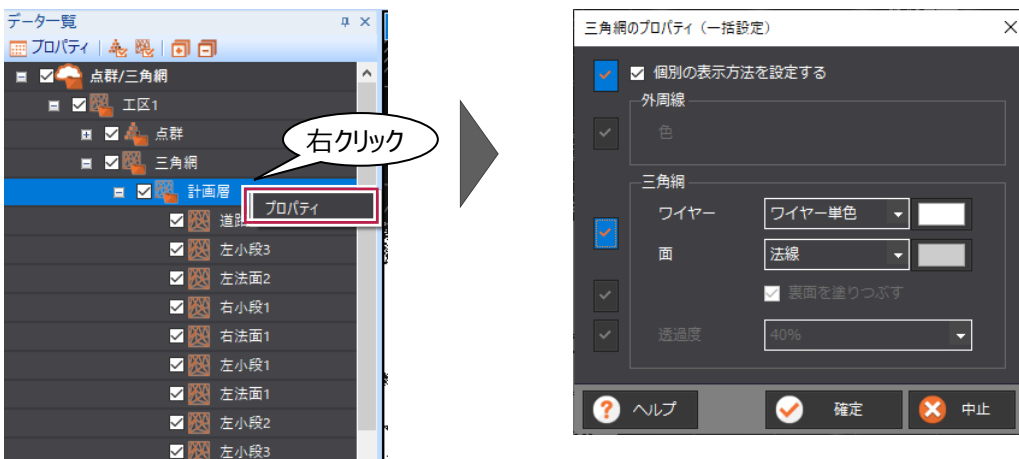 データ一覧
プロパティ
点群/三角網
工区1
点群
三角網
計画層
右クリック
プロパティ
道路
左小段3
左法面2
右小段1
右法面1
左小段1
左法面1
左小段2
左小段3
三角網のプロパティ（一括設定）
個別の表示方法を設定する
外周線
色
三角網
ワイヤー
ワイヤー単色
面
法線
裏面を塗りつぶす
透過度
40%
ヘルプ
確定
中止